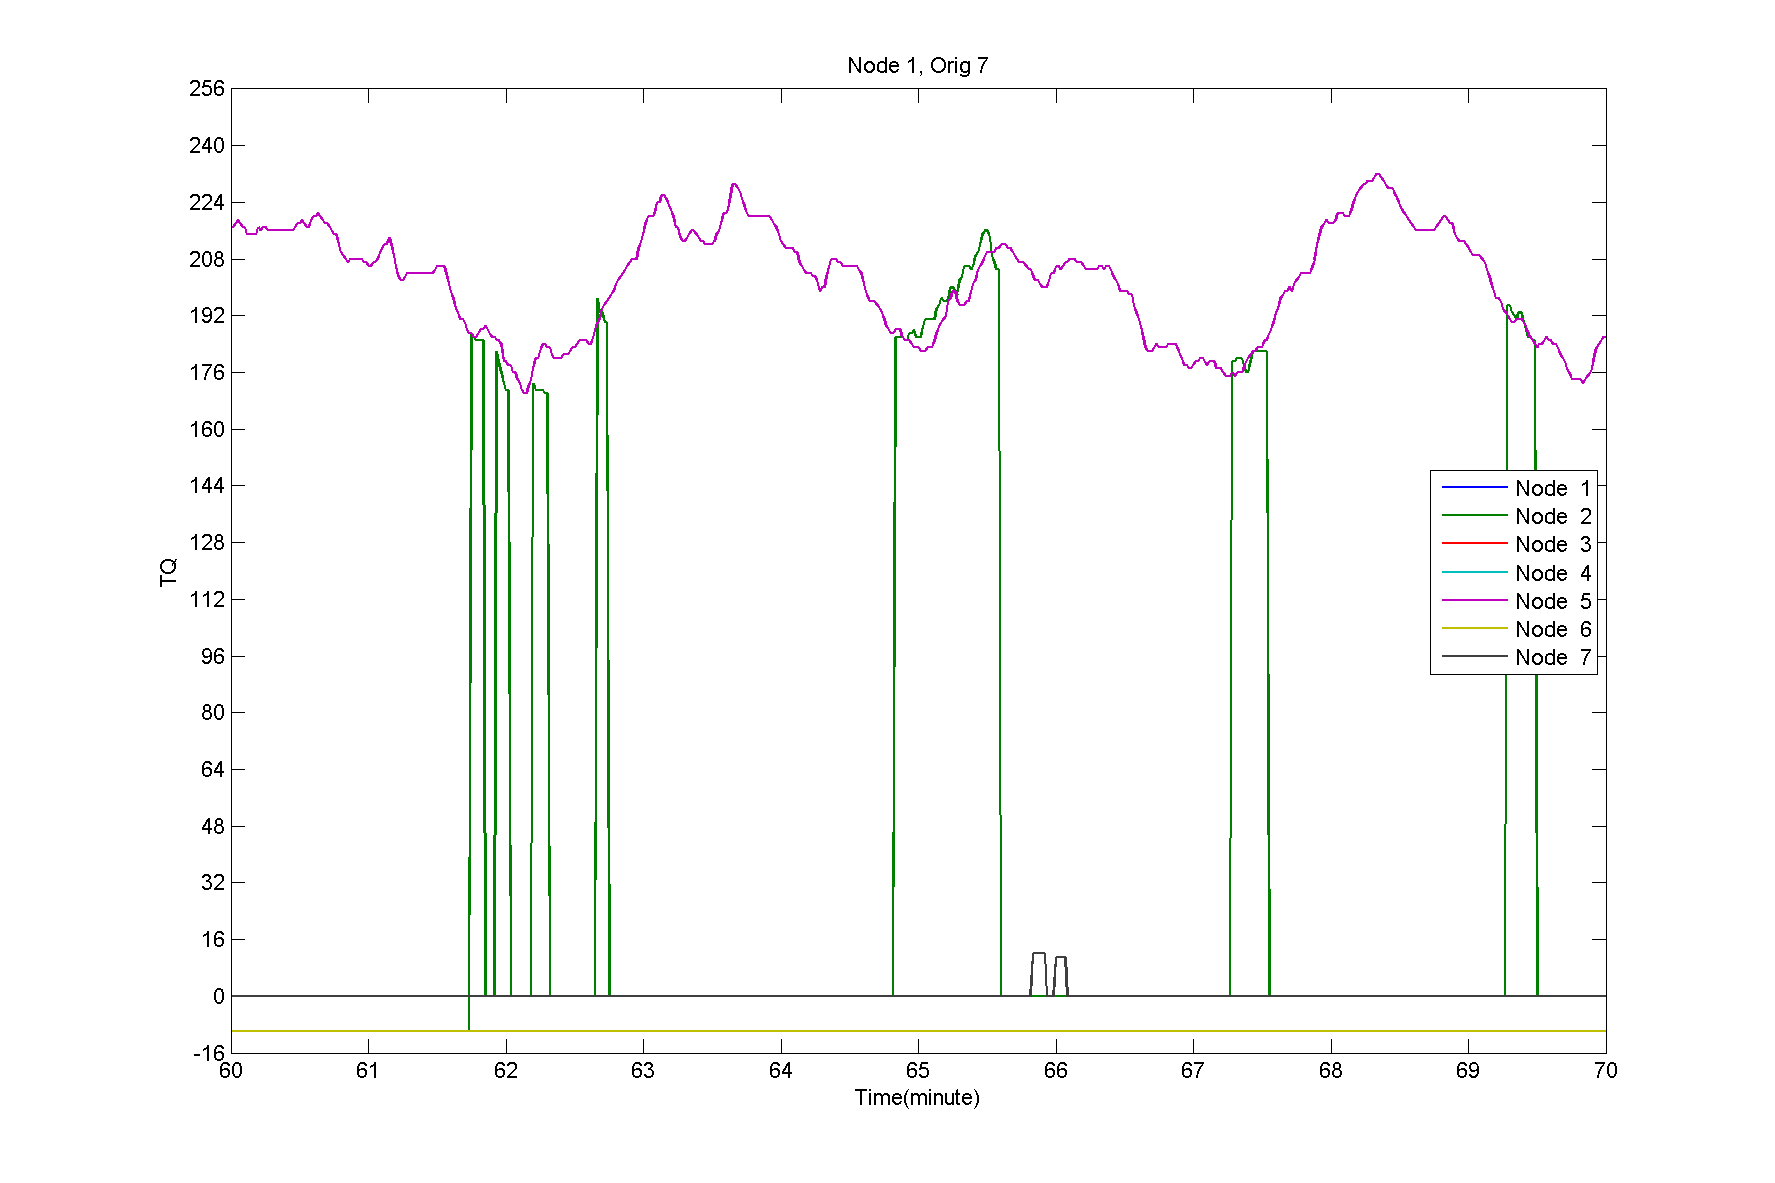 Node 1, Orig 7
256
240
224
208
192
176
160
144
128
112
96
80
64
48
32
16
0
-16
TQ
Node 1
Node 2
Node 3
Node 4
Node 5
Node 6
Node 7
60 61 62 63 64 65 66 67 68 69 70
Time(minute)